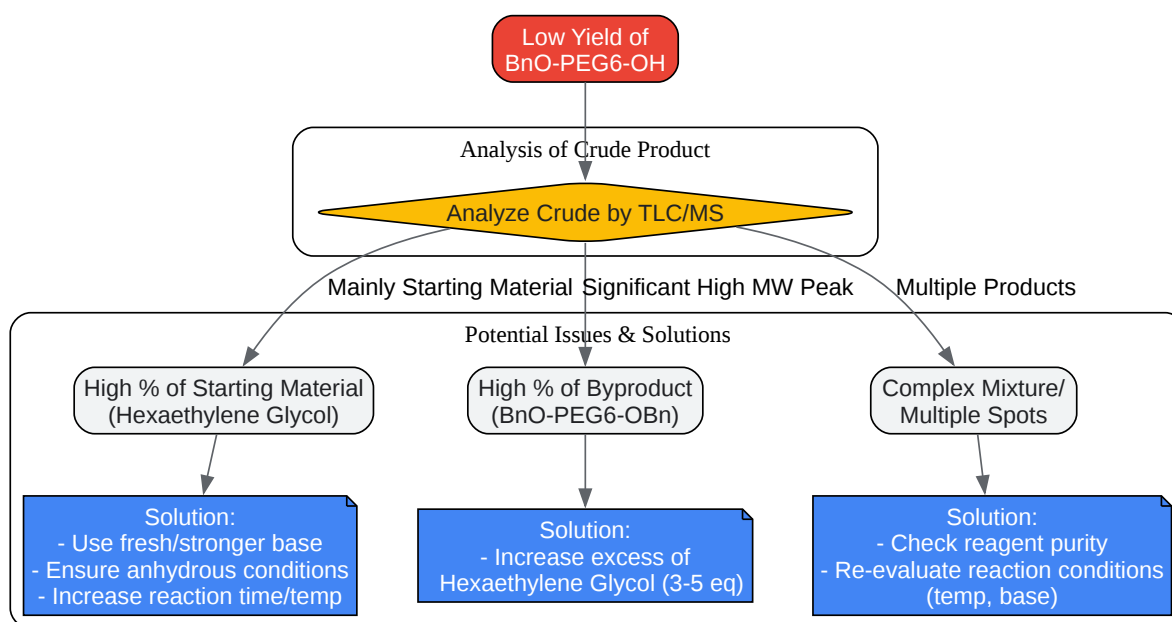 Low Yield of
BnO-PEG6-OH
Analysis of Crude Product
Analyze Crude by TLC/MS
Mainly Starting Material
Significant High MW Peak
Multiple Products
Potential Issues & Solutions
High % of Starting Material
(Hexaethylene Glycol)
High % of Byproduct
(BnO-PEG6-OBn)
Complex Mixture/
Multiple Spots
Solution:
- Use fresh/stronger base
- Ensure anhydrous conditions
- Increase reaction time/temp
Solution:
- Increase excess of
Hexaethylene Glycol (3-5 eq)
Solution:
- Check reagent purity
- Re-evaluate reaction conditions
(temp, base)